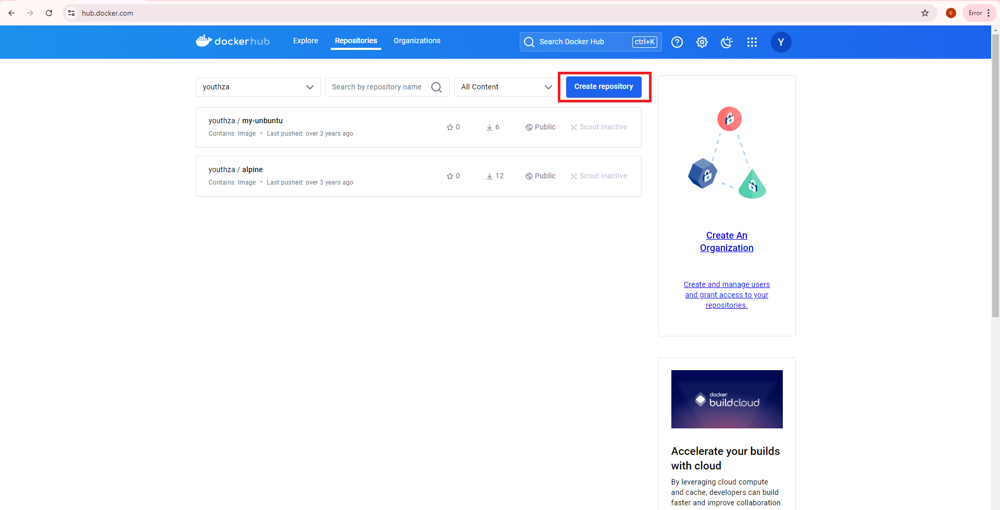 hub.docker.com
c
Error
dockerhub
Explore
Repositories
Organizations
Search Docker Hub
ctrl+K
?
Y
youthza
Search by repository name
All Content
Create repository
youthza / my-unbuntu
Contains: Image • Last pushed: over 3 years ago
0
6
Public
Scout inactive
youthza / alpine
Contains: Image • Last pushed: over 3 years ago
0
12
Public
Scout inactive
Create An
Organization
Create and manage users
and grant access to your
repositories.
docker
buildcloud
Accelerate your builds
with cloud
By leveraging cloud compute
and cache, developers can build
faster and improve collaboration